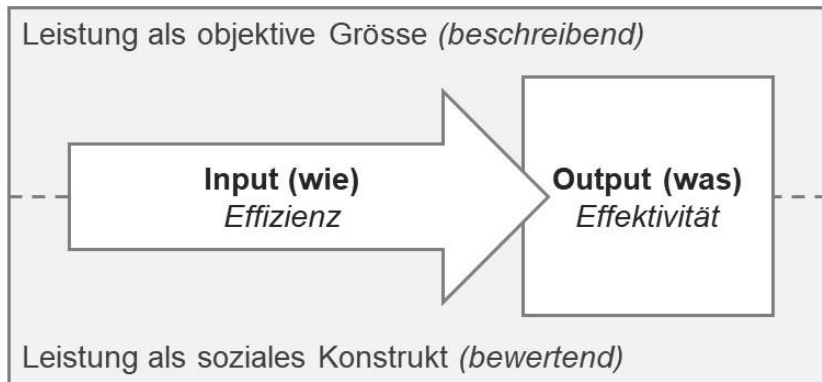 Leistung als objektive Grösse (beschreibend)
Input (wie)
Effizienz
Output (was)
Effektivität
Leistung als soziales Konstrukt (bewertend)